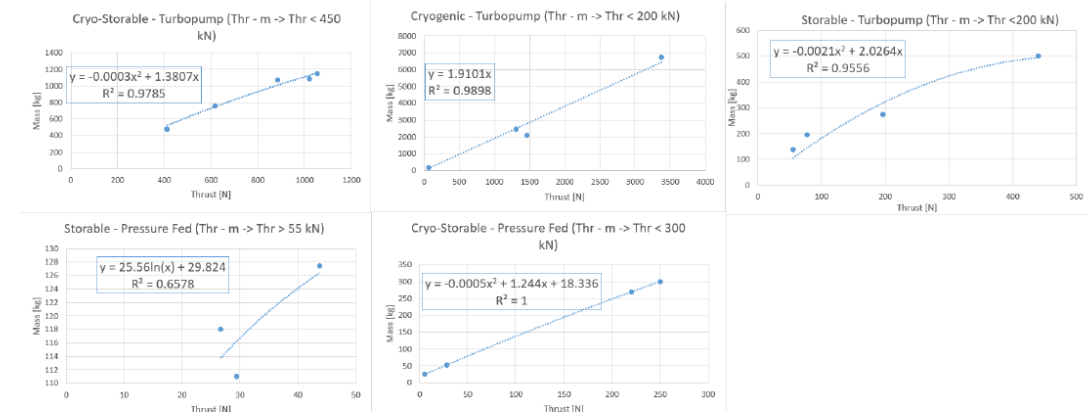 Cryo-Storable - Turbopump (Thr - m -> Thr < 450
kN)
1400
1200
1000
800
600
400
200
0
y = -0.0003x² + 1.3807x
R² = 0.9785
Mass [kg]
0 200 400 600 800 1000 1200
Thrust [N]
Cryogenic - Turbopump (Thr - m -> Thr < 200 kN)
8000
7000
6000
5000
4000
3000
2000
1000
0
y = 1.9101x
R² = 0.9898
Mass [kg]
0 500 1000 1500 2000 2500 3000 3500 4000
Thrust [N]
Storable - Turbopump (Thr - m -> Thr <200 kN)
600
500
400
300
200
100
0
y = -0.0021x² + 2.0264x
R² = 0.9556
Mass [kg]
0 100 200 300 400 500
Thrust [N]
Storable - Pressure Fed (Thr - m -> Thr > 55 kN)
130
128
126
124
122
120
118
116
114
112
110
y = 25.56ln(x) + 29.824
R² = 0.6578
Mass [kg]
0 10 20 30 40 50
Thrust [N]
Cryo-Storable - Pressure Fed (Thr - m -> Thr < 300
kN)
350
300
250
200
150
100
50
0
y = -0.0005x² + 1.244x + 18.336
R² = 1
Mass [kg]
0 50 100 150 200 250 300
Thrust [N]